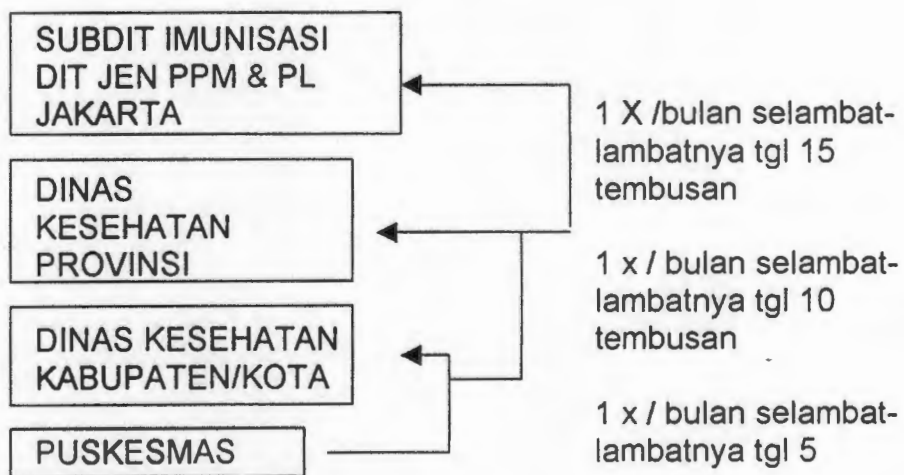 SUBDIT IMUNISASI
DIT JEN PPM & PL
JAKARTA
1 X /bulan selambat-
lambatnya tgl 15
tembusan
DINAS
KESEHATAN
PROVINSI
1 x / bulan selambat-
lambatnya tgl 10
tembusan
DINAS KESEHATAN
KABUPATEN/KOTA
1 x / bulan selambat-
lambatnya tgl 5
PUSKESMAS